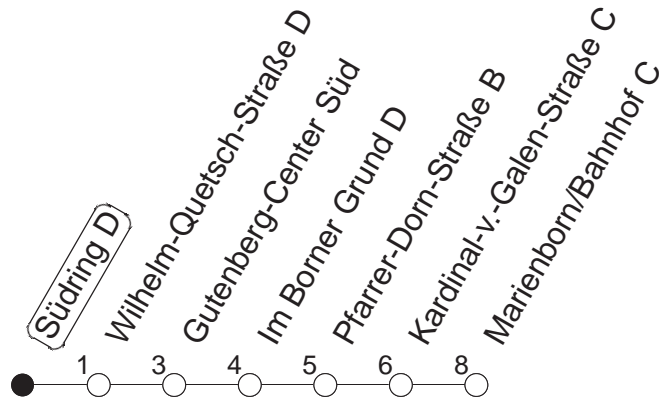 Südring D
Wilhelm-Quetsch-Straße D
Gutenberg-Center Süd
Im Borner Grund D
Pfarrer-Dorn-Straße B
Kardinal-v.-Galen-Straße C
Marienborn/Bahnhof C
1 3 4 5 6 8